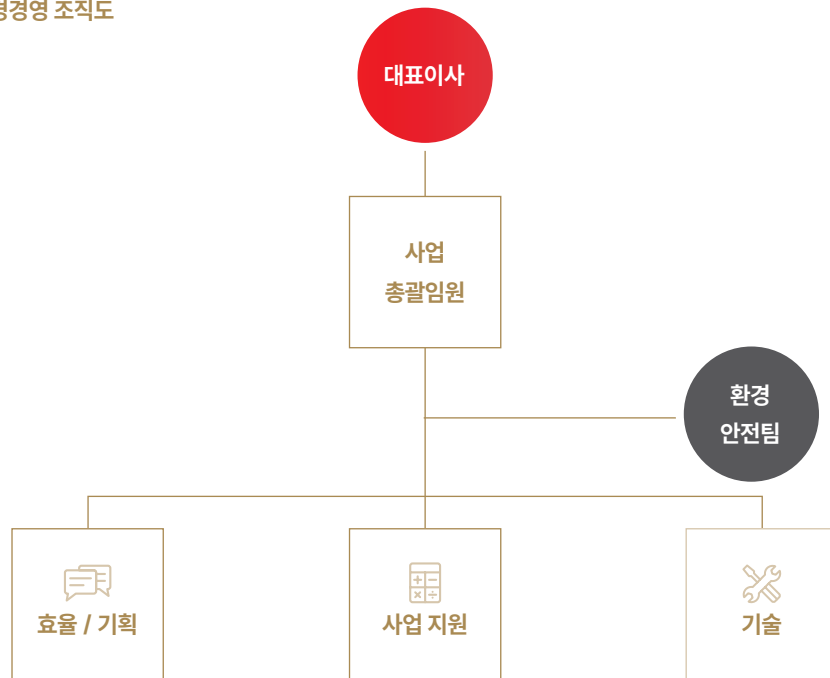 경영 조직도
대표이사
사업
총괄임원
환경
안전팀
효율 / 기획
사업 지원
기술